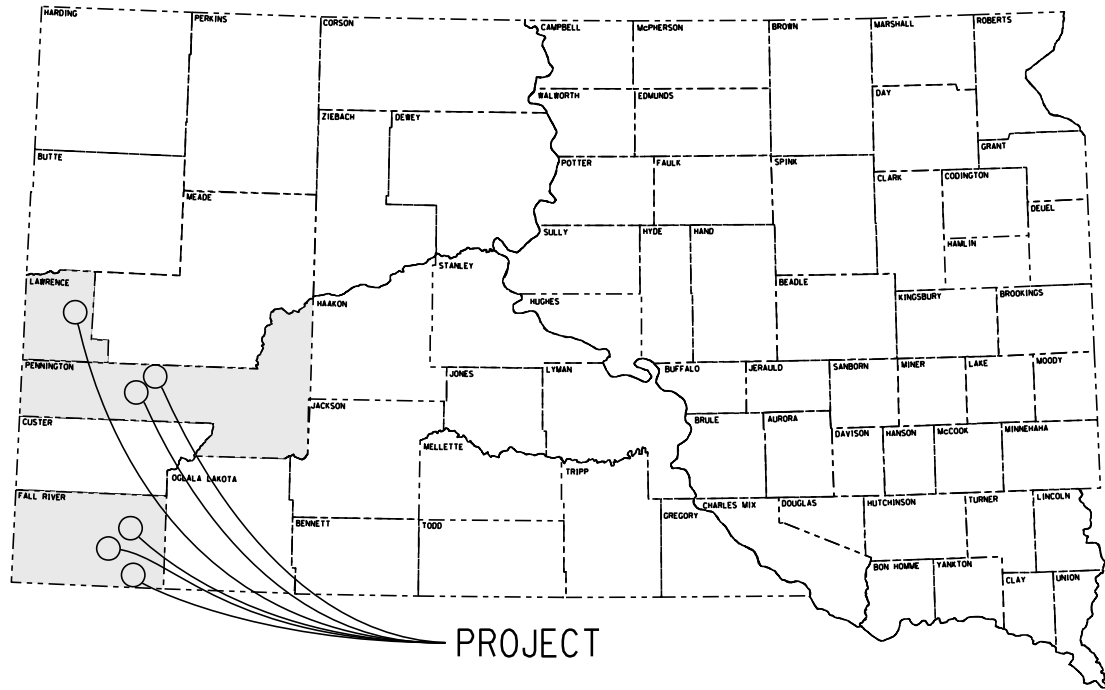 HARDING
PERKINS
CORSON
CAMPBELL
McPHERSON
BROWN
MARSHALL
ROBERTS
WALWORTH
EDMUNDS
DAY
ZIEBACH
DEWEY
GRANT
BUTTE
POTTER
FAULK
SPINK
CLARK
CODINGTON
MEADE
DEUEL
SULLY
HYDE
HAND
HAMLIN
STANLEY
LAWRENCE
BEADLE
HAAKON
HUGHES
KINGSBURY
BROOKINGS
PENNINGTON
JONES
LYMAN
BUFFALO
JERAULD
SANBORN
MINER
LAKE
MOODY
JACKSON
CUSTER
BRULE
AURORA
DAVISON
HANSON
McCOOK
MINNEHAHA
MELLETTE
OGLALA LAKOTA
TRIPP
FALL RIVER
GREGORY
CHARLES MIX
DOUGLAS
HUTCHINSON
TURNER
LINCOLN
BENNETT
TODD
BON HOMME
YANKTON
CLAY
UNION
PROJECT